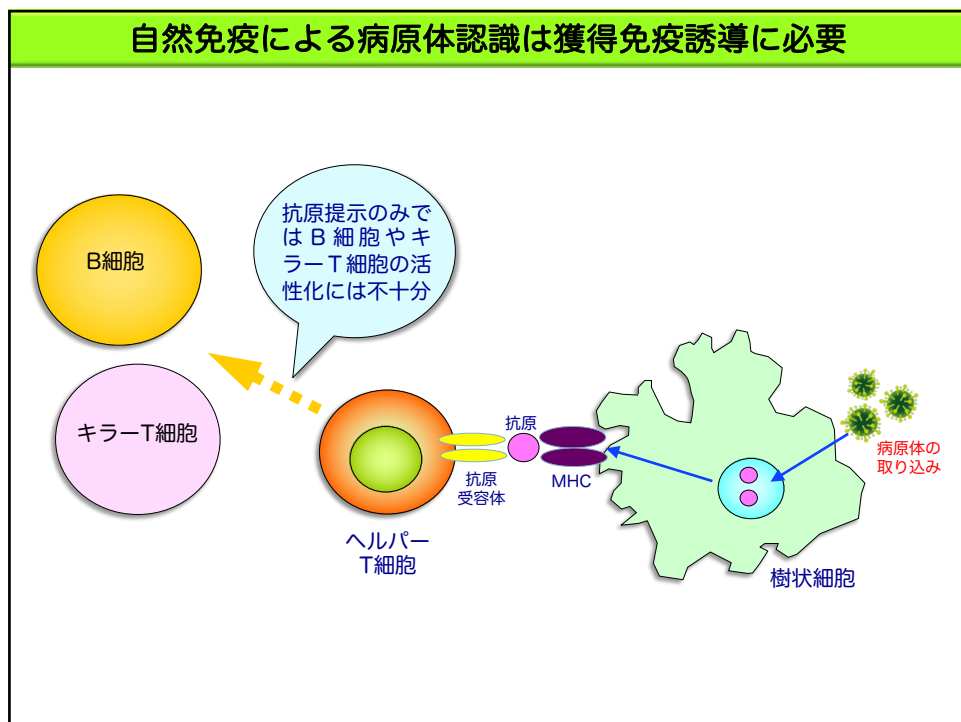 自然免疫による病原体認識は獲得免疫誘導に必要
抗原提示のみで
はB細胞やキ
ラーT細胞の活
性化には不十分
B細胞
キラーT細胞
抗原
抗原
受容体
MHC
病原体の
取り込み
ヘルパー
T細胞
樹状細胞